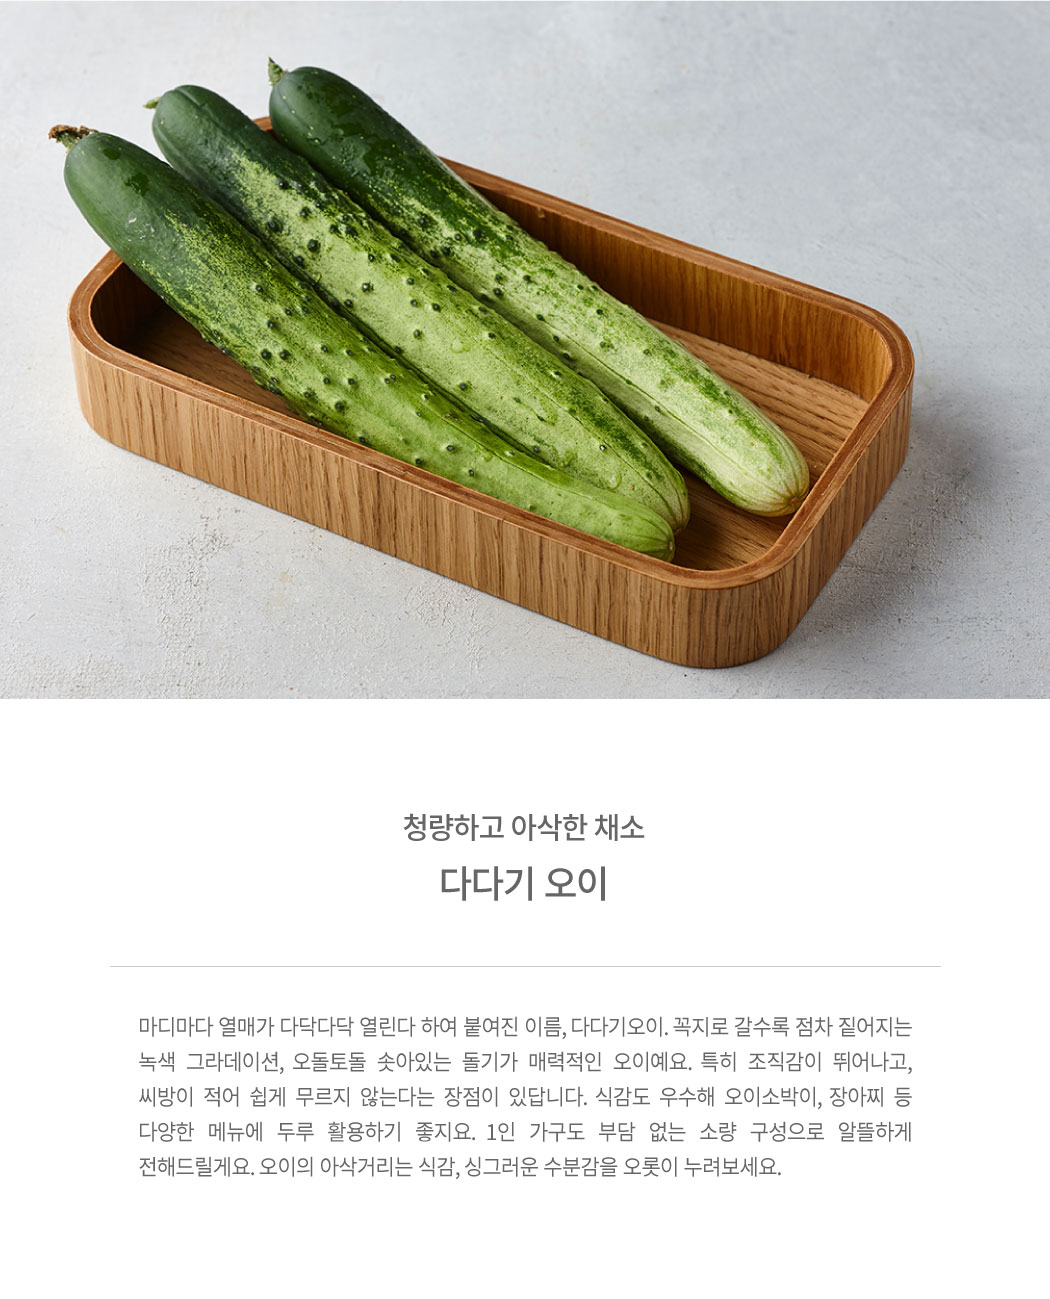 청량하고 아삭한 채소
다다기 오이
마디마다 열매가 다닥다닥 열린다 하여 붙여진 이름, 다다기오이. 꼭지로 갈수록 점차 짙어지는
녹색 그라데이션, 오돌토돌 솟아있는 돌기가 매력적인 오이예요. 특히 조직감이 뛰어나고,
씨방이 적어 쉽게 무르지 않는다는 장점이 있답니다. 식감도 우수해 오이소박이, 장아찌 등
다양한 메뉴에 두루 활용하기 좋지요. 1인 가구도 부담 없는 소량 구성으로 알뜰하게
전해드릴게요. 오이의 아삭거리는 식감, 싱그러운 수분감을 오롯이 누려보세요.